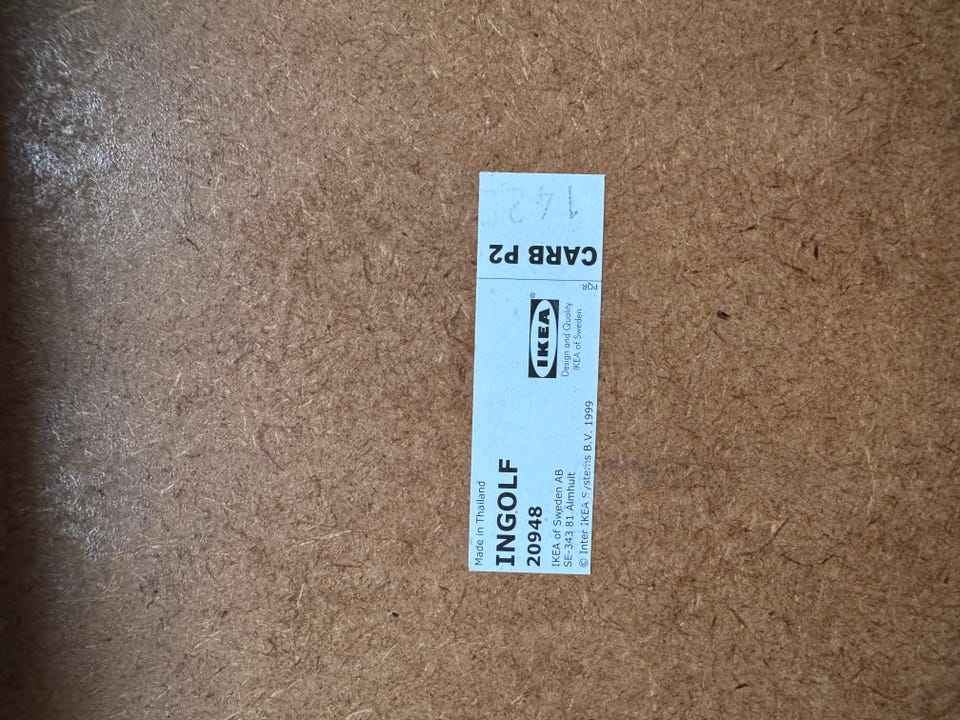 Made in Thailand
INGOLF
20948
IKEA of Sweden AB
SE-343 81 Älmhult
© Inter IKEA Systems B.V. 1999
IKEA®
Design and Quality
IKEA of Sweden
CARB P2
142